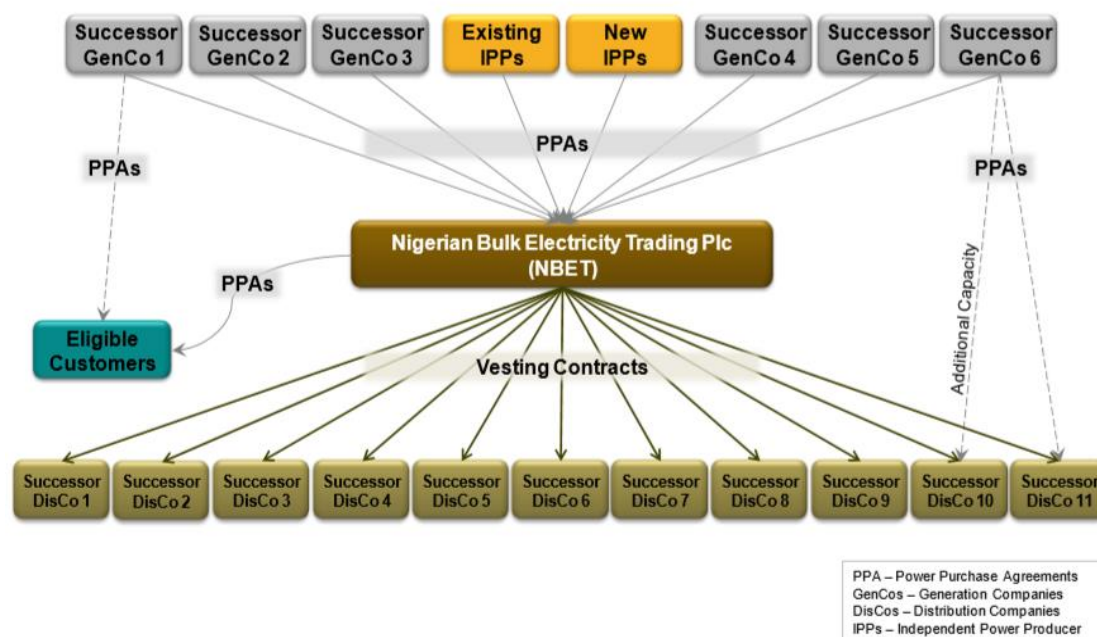 Successor
GenCo 1
Successor
GenCo 2
Successor
GenCo 3
Existing
IPPs
New
IPPs
Successor
GenCo 4
Successor
GenCo 5
Successor
GenCo 6
PPAs
PPAs
PPAs
Nigerian Bulk Electricity Trading Plc
(NBET)
PPAs
Additional Capacity
Eligible
Customers
Vesting Contracts
Successor
DisCo 1
Successor
DisCo 2
Successor
DisCo 3
Successor
DisCo 4
Successor
DisCo 5
Successor
DisCo 6
Successor
DisCo 7
Successor
DisCo 8
Successor
DisCo 9
Successor
DisCo 10
Successor
DisCo 11
PPA – Power Purchase Agreements
GenCos – Generation Companies
DisCos – Distribution Companies
IPPs – Independent Power Producer